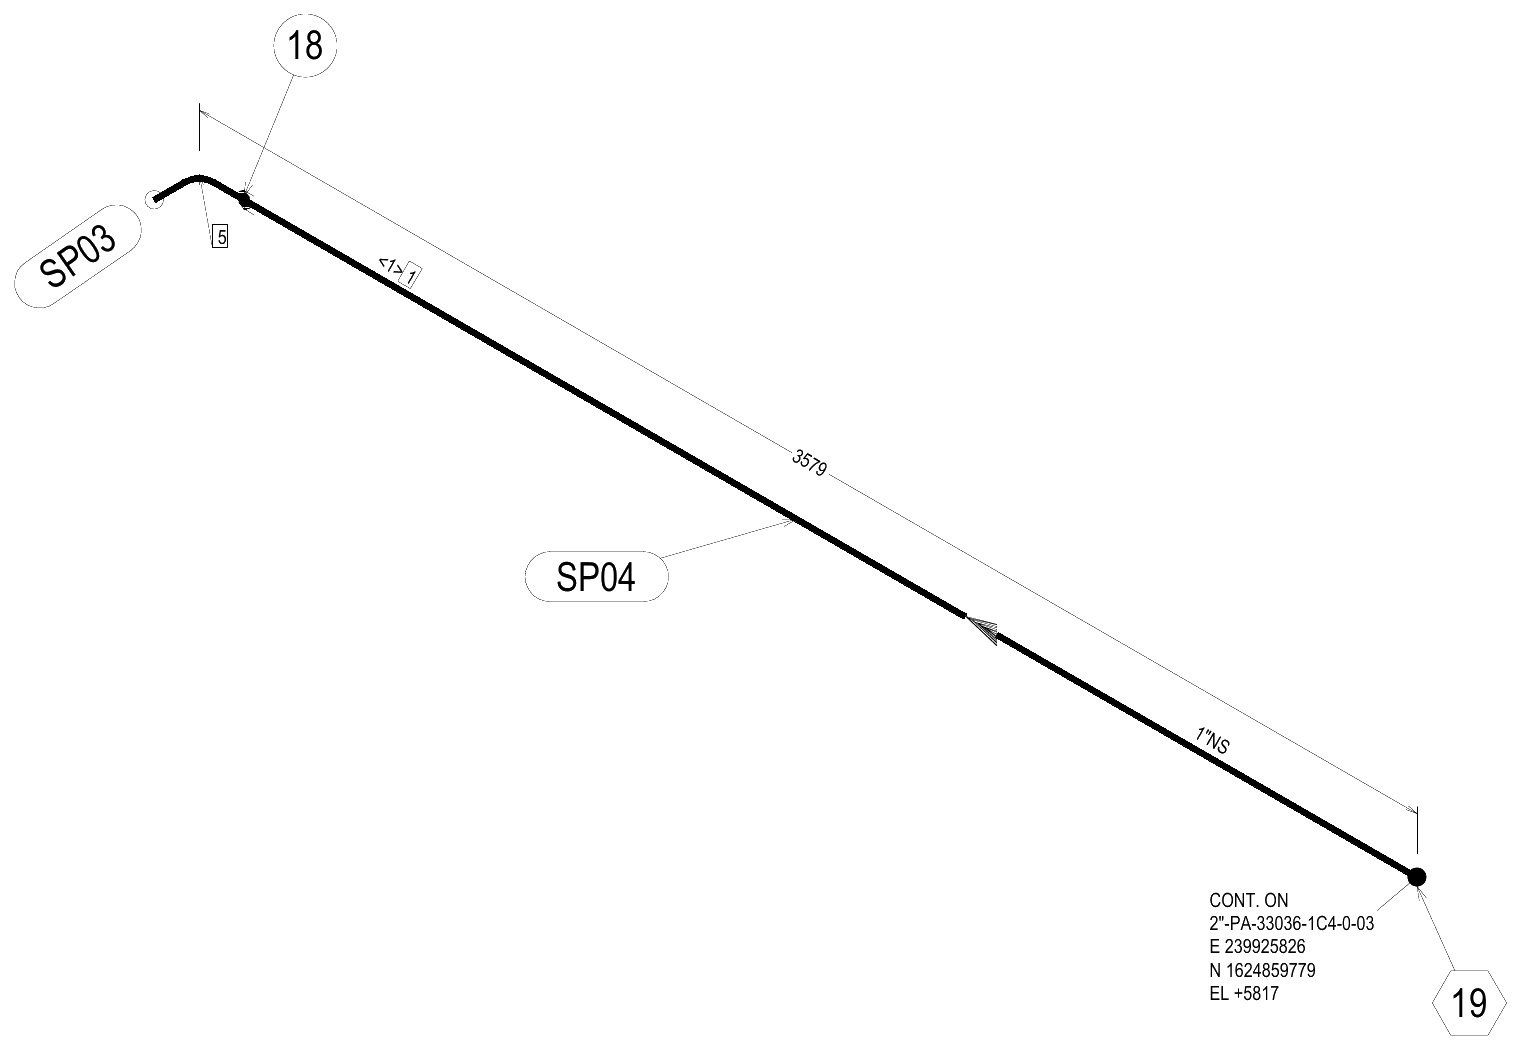 18
SP03
5
<1> 1
3579
SP04
1"NS
CONT. ON
2"-PA-33036-1C4-0-03
E 239925826
N 1624859779
EL +5817
19